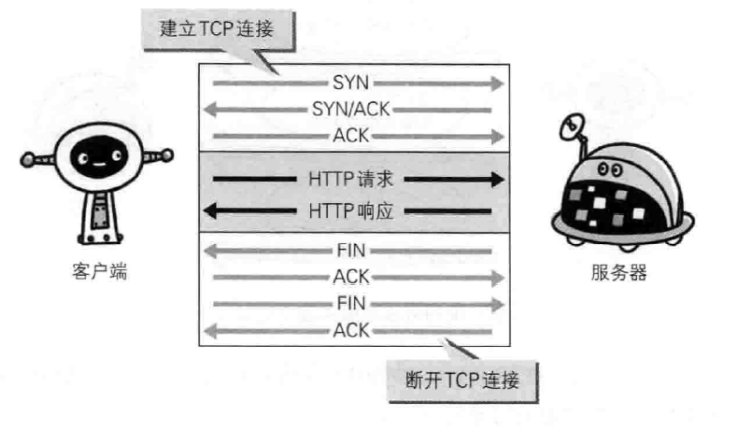 建立TCP连接
SYN
SYN/ACK
ACK
HTTP请求
HTTP响应
客户端
服务器
FIN
ACK
FIN
ACK
断开TCP连接